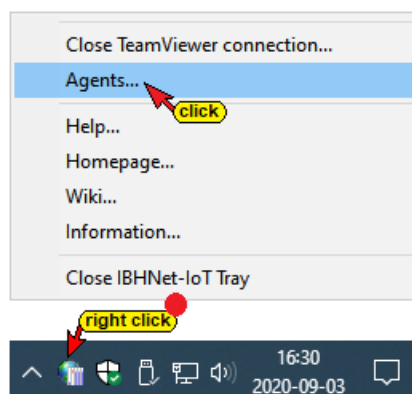 Close TeamViewer connection...
Agents...
click
Help...
Homepage...
Wiki...
Information...
Close IBHNet-IoT Tray
right click
16:30
2020-09-03